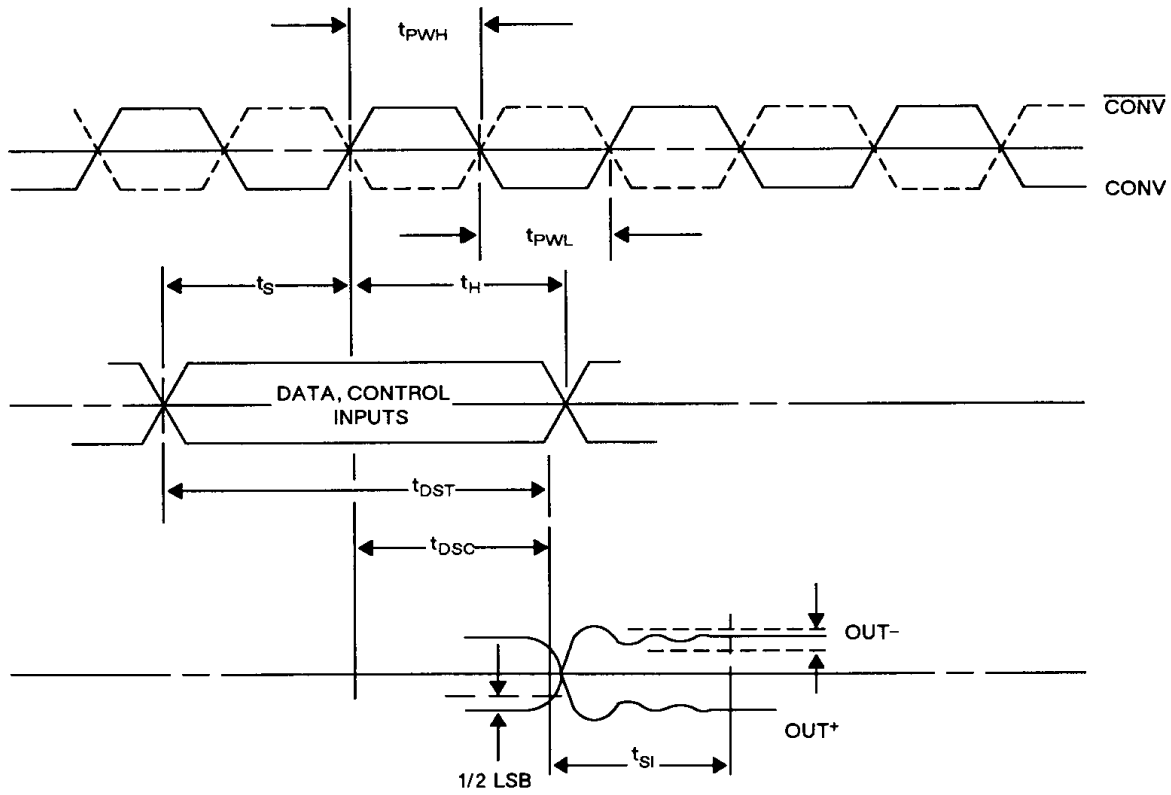 tPWH
CONV
CONV
tPWL
tS
tH
DATA, CONTROL
INPUTS
tDST
tDSC
OUT−
OUT+
tSI
1/2 LSB